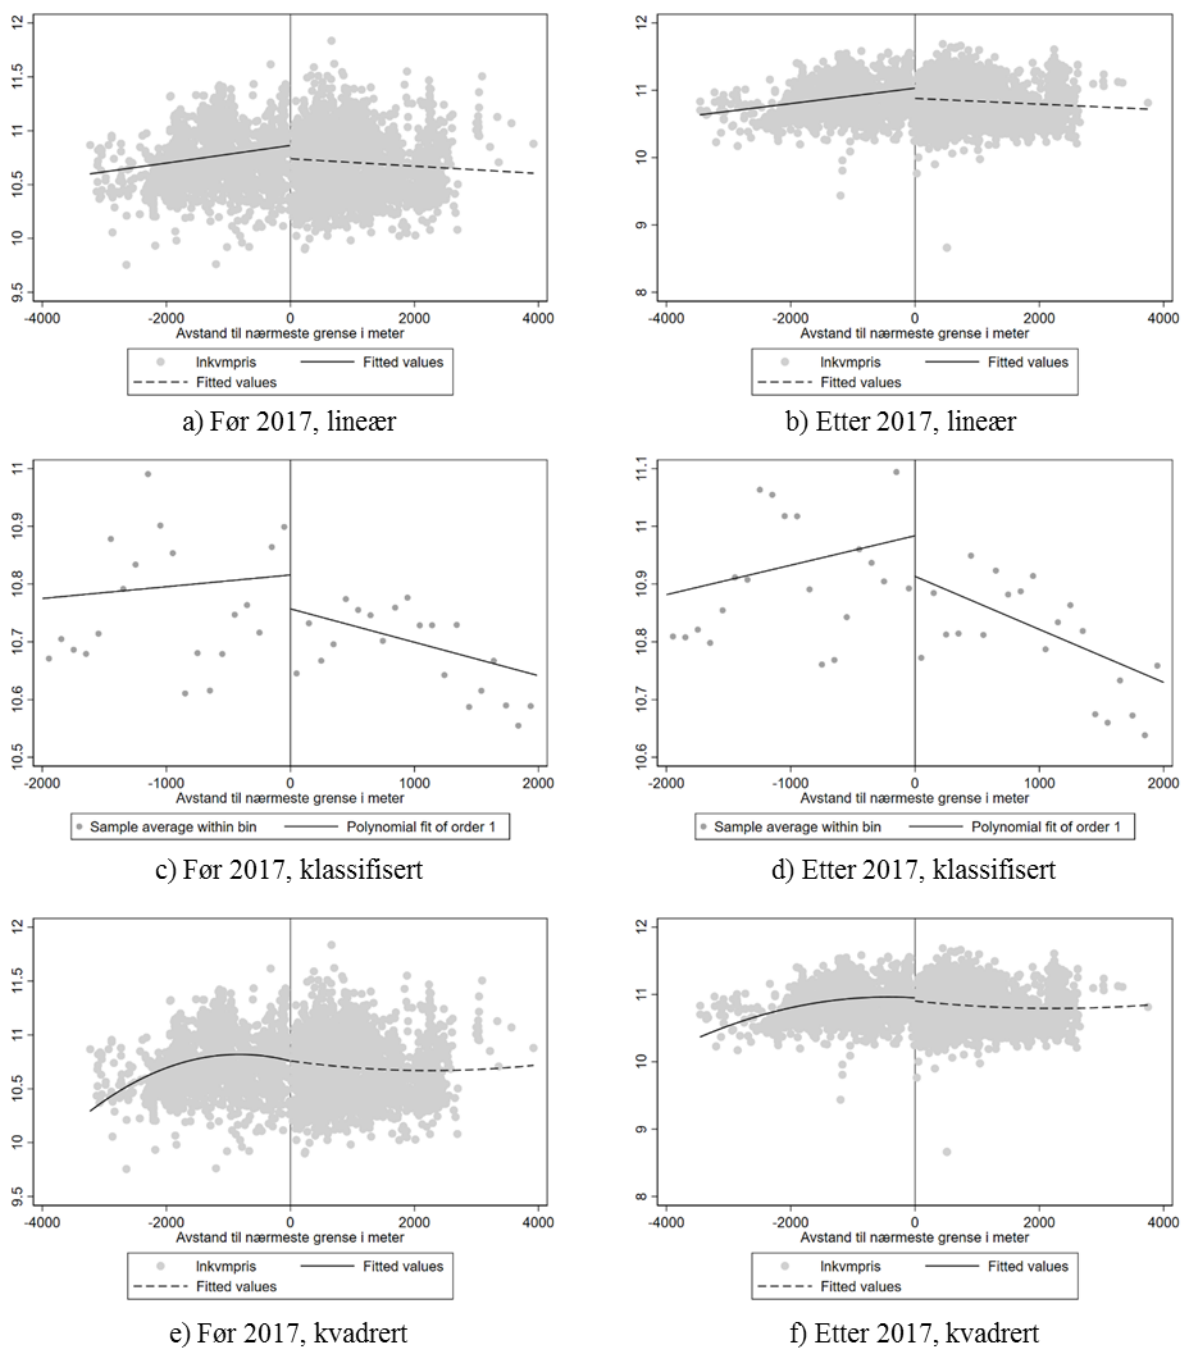 12
11.5
11
10.5
10
9.5
-4000 -2000 0 2000 4000
Avstand til nærmeste grense i meter
lnkvmpris Fitted values
Fitted values
a) Før 2017, lineær
12
11
10
9
8
-4000 -2000 0 2000 4000
Avstand til nærmeste grense i meter
lnkvmpris Fitted values
Fitted values
b) Etter 2017, lineær
11
10.9
10.8
10.7
10.6
10.5
-2000 -1000 0 1000 2000
Avstand til nærmeste grense i meter
Sample average within bin Polynomial fit of order 1
c) Før 2017, klassifisert
11.1
11
10.9
10.8
10.7
10.6
-2000 -1000 0 1000 2000
Avstand til nærmeste grense i meter
Sample average within bin Polynomial fit of order 1
d) Etter 2017, klassifisert
12
11.5
11
10.5
10
9.5
-4000 -2000 0 2000 4000
Avstand til nærmeste grense i meter
lnkvmpris Fitted values
Fitted values
e) Før 2017, kvadrert
12
11
10
9
8
-4000 -2000 0 2000 4000
Avstand til nærmeste grense i meter
lnkvmpris Fitted values
Fitted values
f) Etter 2017, kvadrert